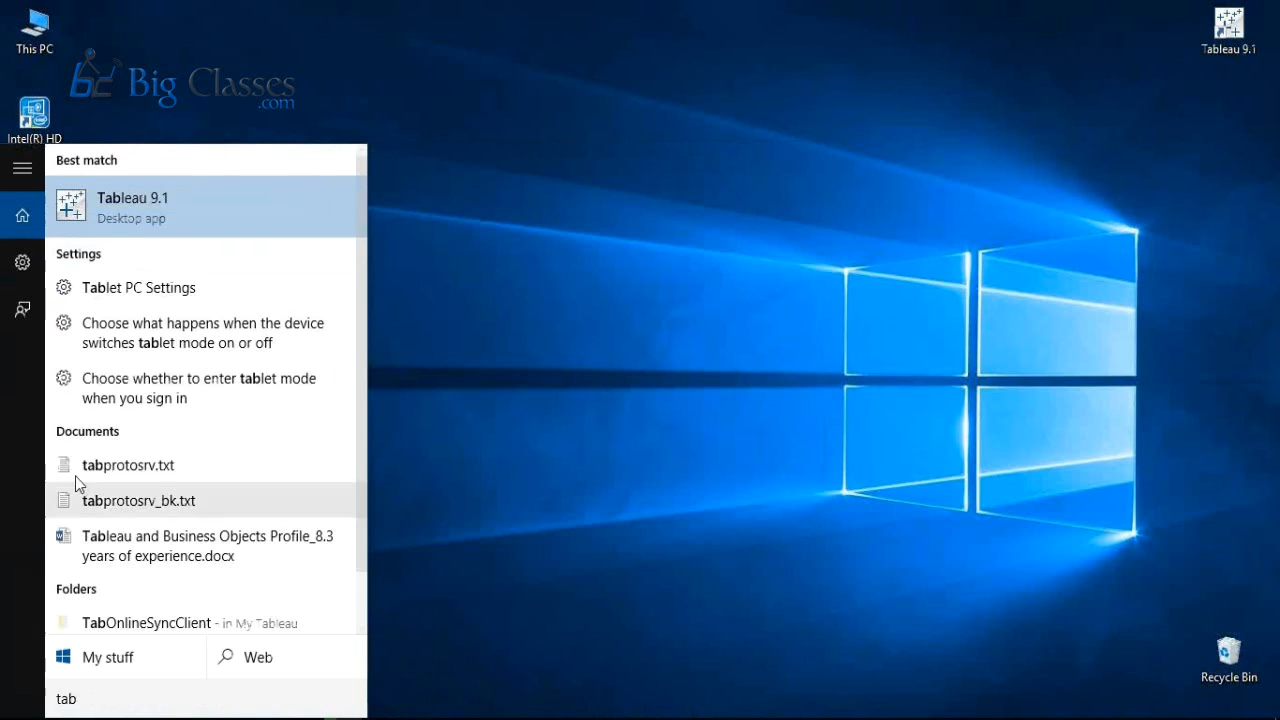 This PC
Big Classes
.com
Tableau 9.1
Intel(R) HD
Best match
Tableau 9.1
Desktop app
Settings
Tablet PC Settings
Choose what happens when the device
switches tablet mode on or off
Choose whether to enter tablet mode
when you sign in
Documents
tabprotosrv.txt
tabprotosrv_bk.txt
Tableau and Business Objects Profile_8.3
years of experience.docx
Folders
TabOnlineSyncClient - in My Tableau
My stuff
Web
tab
Recycle Bin